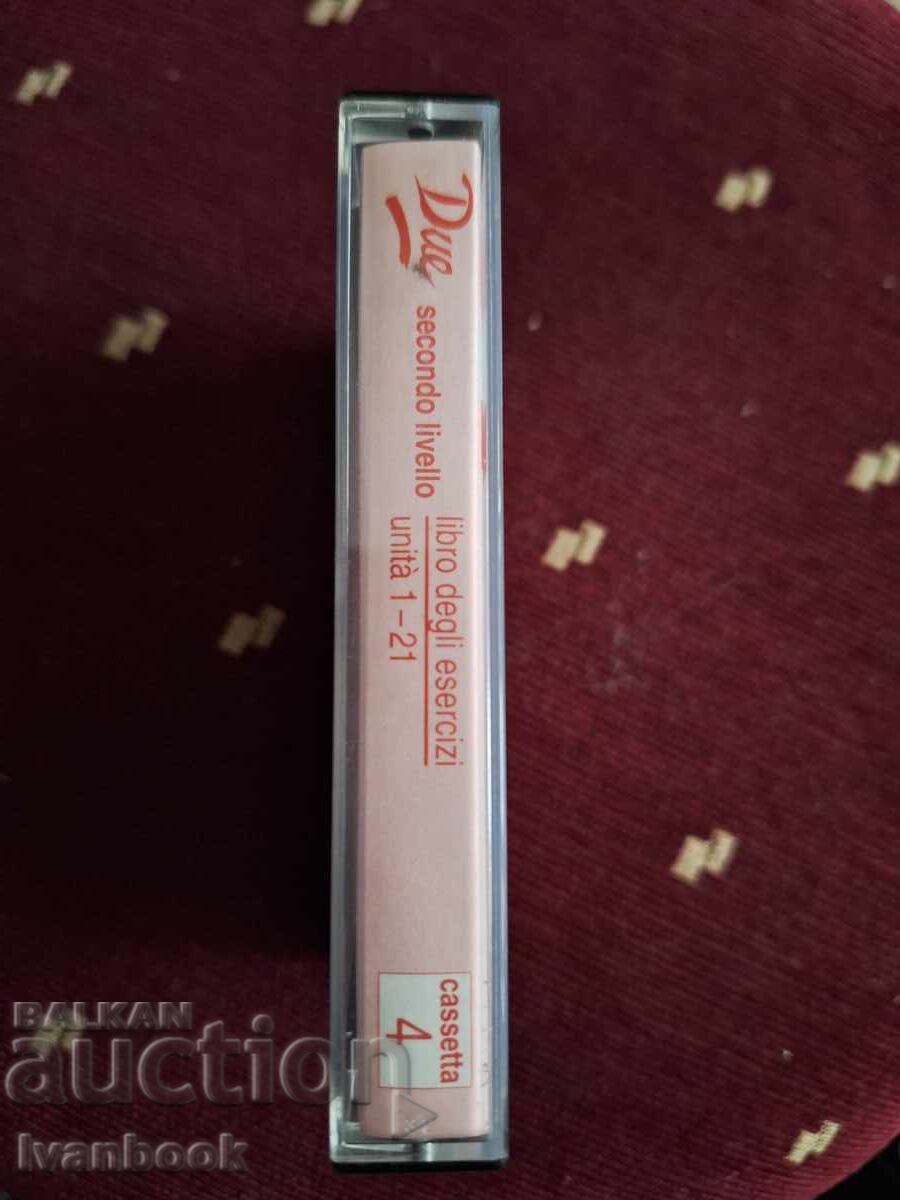 Due
secondo livello
libro degli esercizi
unità 1-21
cassetta
4
BALKAN
auction
Ivanbook